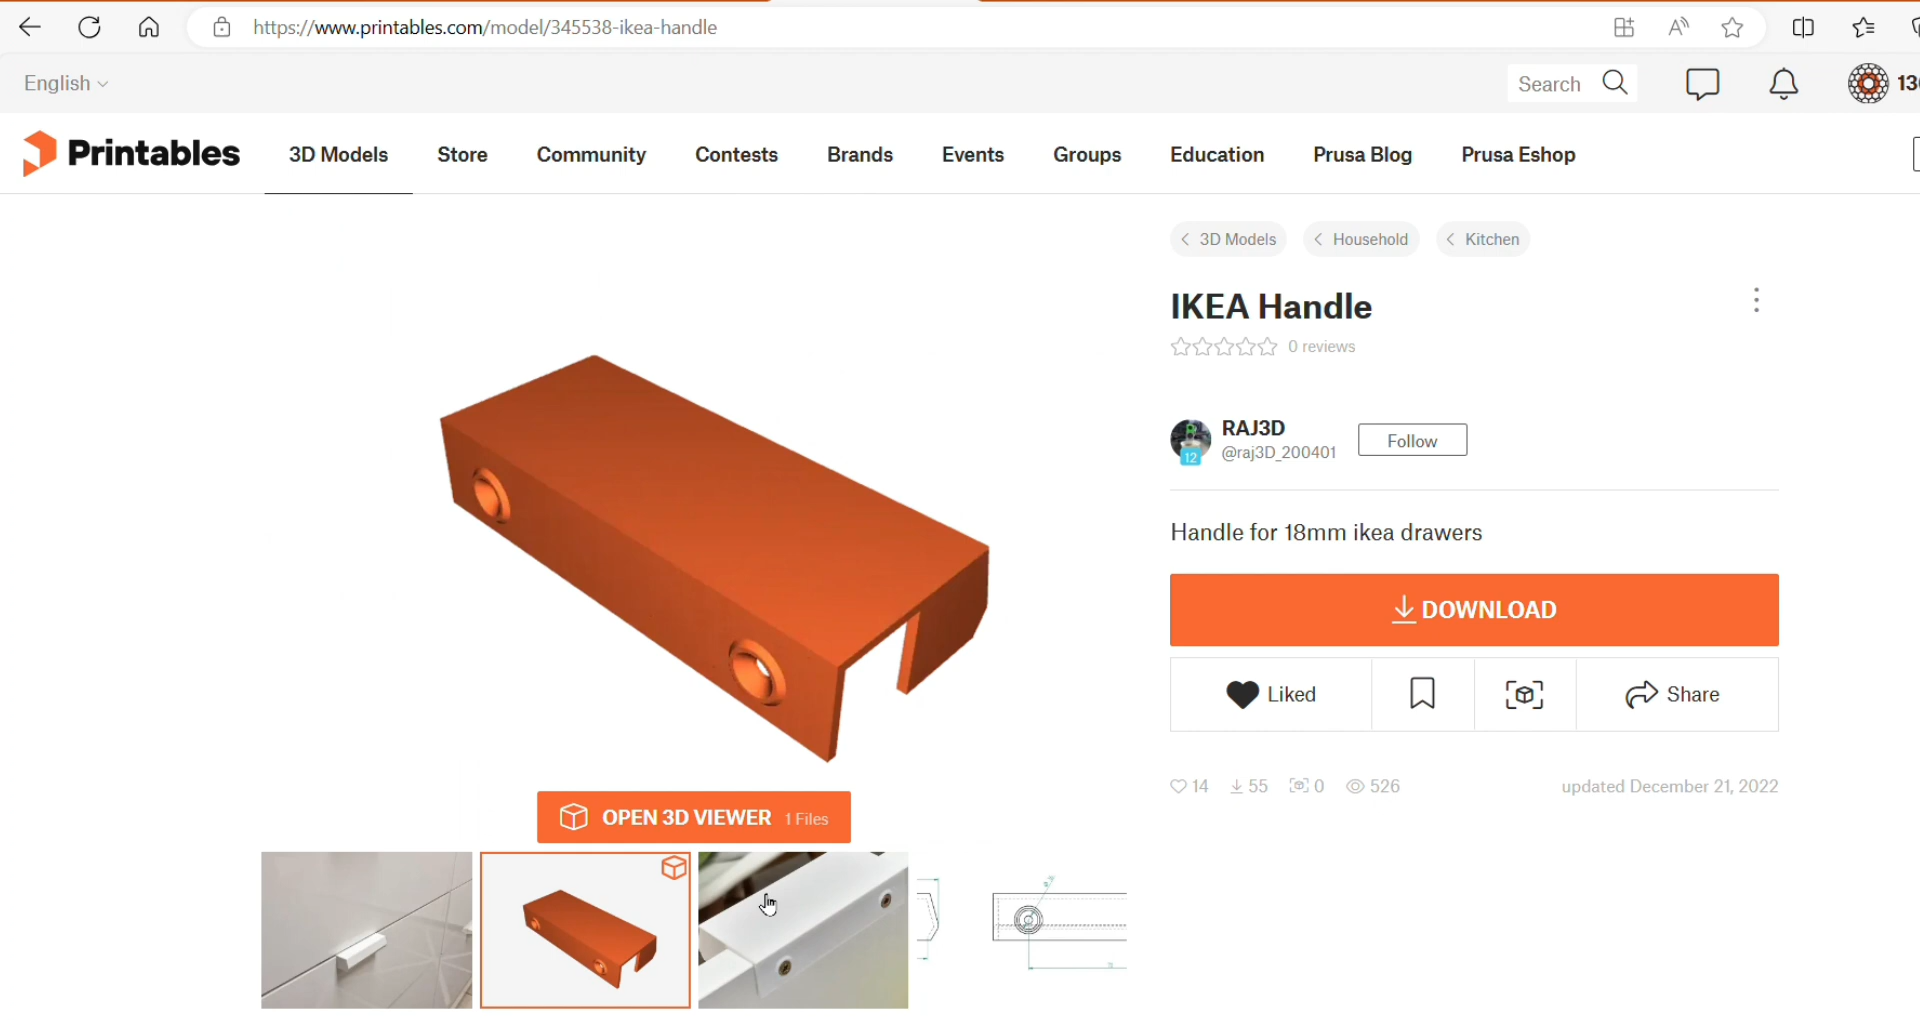 https://www.printables.com/model/345538-ikea-handle
English
Search
Printables
3D Models
Store
Community
Contests
Brands
Events
Groups
Education
Prusa Blog
Prusa Eshop
3D Models
Household
Kitchen
IKEA Handle
0 reviews
RAJ3D
@raj3D_200401
12
Follow
Handle for 18mm ikea drawers
DOWNLOAD
Liked
Share
14
55
0
526
updated December 21, 2022
OPEN 3D VIEWER 1 Files